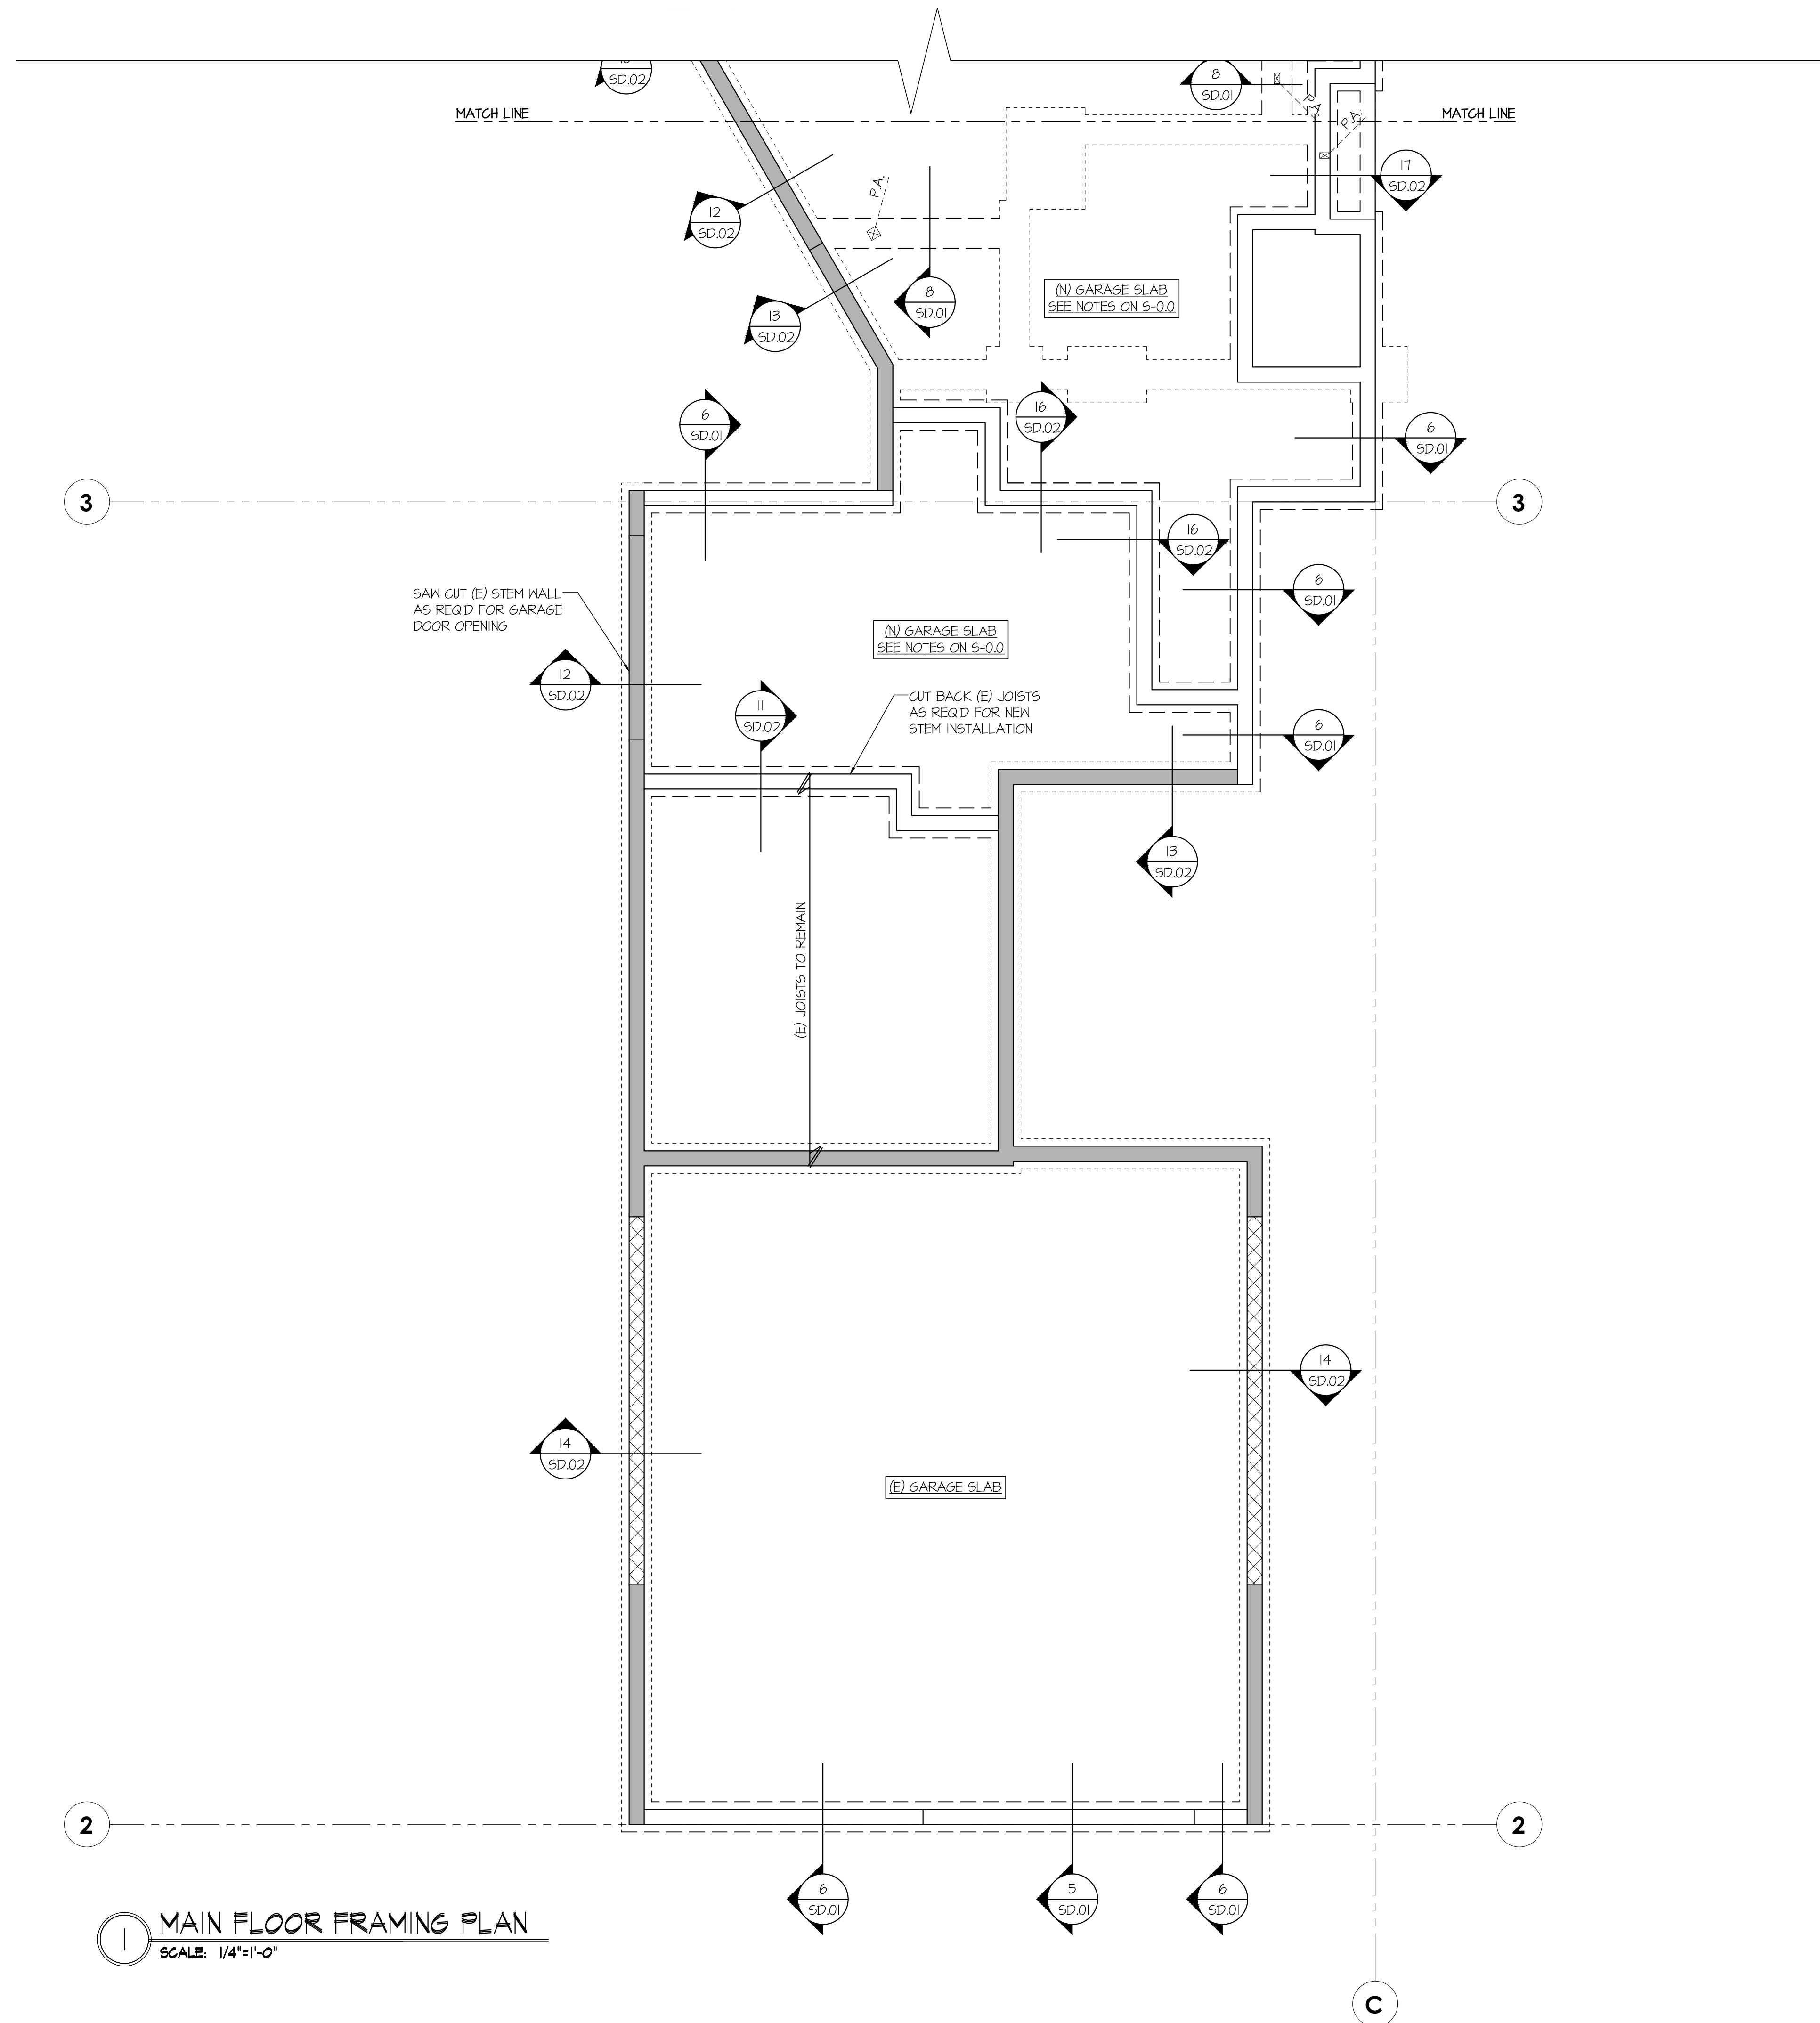 SD.02
8
SD.01
P.A.
P.A.
MATCH LINE
MATCH LINE
17
SD.02
12
SD.02
P.A.
8
SD.01
(N) GARAGE SLAB
SEE NOTES ON S-0.0
13
SD.02
6
SD.01
16
SD.02
6
SD.01
3
3
16
SD.02
6
SD.01
SAW CUT (E) STEM WALL
AS REQ'D FOR GARAGE
DOOR OPENING
(N) GARAGE SLAB
SEE NOTES ON S-0.0
12
SD.02
11
SD.02
CUT BACK (E) JOISTS
AS REQ'D FOR NEW
STEM INSTALLATION
6
SD.01
13
SD.02
(E) JOISTS TO REMAIN
14
SD.02
14
SD.02
(E) GARAGE SLAB
2
2
6
SD.01
5
SD.01
6
SD.01
1
MAIN FLOOR FRAMING PLAN
SCALE: 1/4"=1'-0"
C